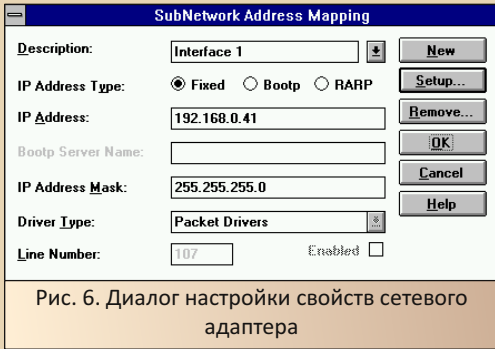 SubNetwork Address Mapping
Description: Interface 1 New
IP Address Type: Fixed Bootp RARP Setup...
IP Address: 192.168.0.41 Remove...
Bootp Server Name: OK
IP Address Mask: 255.255.255.0 Cancel
Driver Type: Packet Drivers Help
Line Number: 107 Enabled
Рис. 6. Диалог настройки свойств сетевого
адаптера